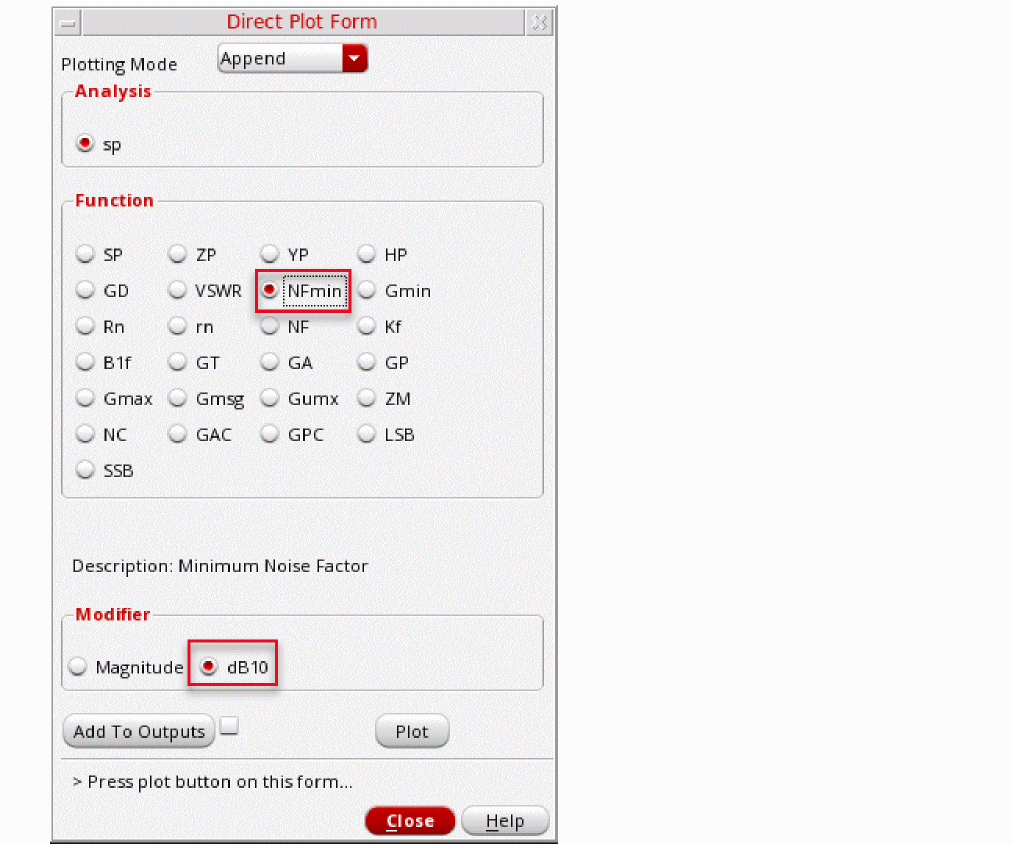 Direct Plot Form
Plotting Mode Append
Analysis
sp
Function
SP ZP YP HP
GD VSWR NFmin Gmin
Rn rn NF Kf
B1f GT GA GP
Gmax Gmsg Gumx ZM
NC GAC GPC LSB
SSB
Description: Minimum Noise Factor
Modifier
Magnitude dB10
Add To Outputs Plot
> Press plot button on this form...
Close Help